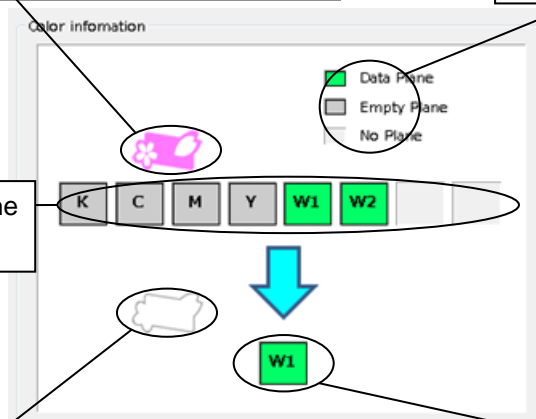 Color infomation
Data Plane
Empty Plane
No Plane
ne
K C M Y W1 W2
W1